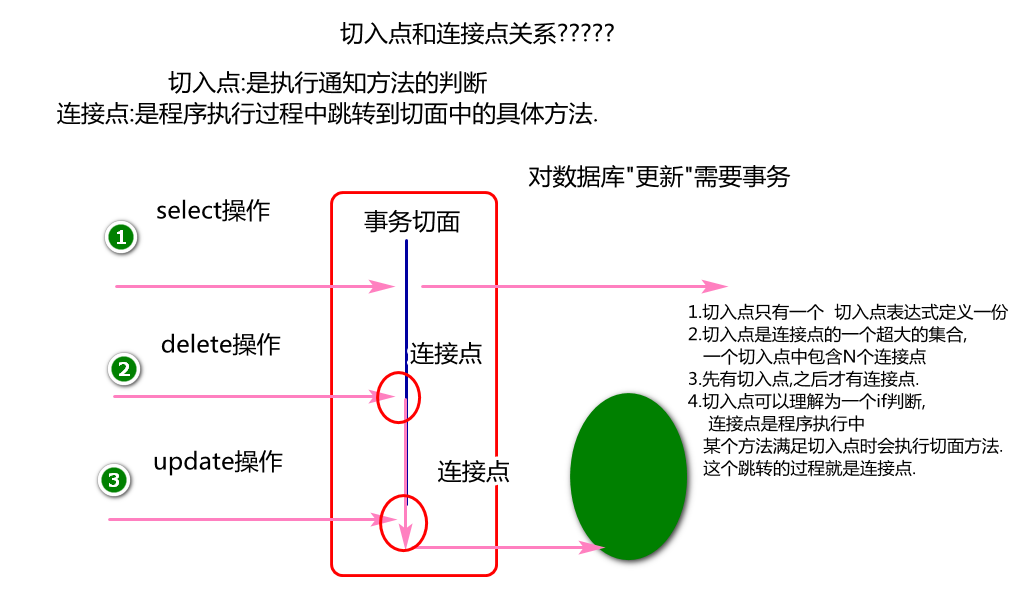 切入点和连接点关系?????
切入点:是执行通知方法的判断
连接点:是程序执行过程中跳转到切面中的具体方法.
对数据库"更新"需要事务
select操作
事务切面
1
1.切入点只有一个 切入点表达式定义一份
2.切入点是连接点的一个超大的集合,
一个切入点中包含N个连接点
3.先有切入点,之后才有连接点.
4.切入点可以理解为一个if判断,
连接点是程序执行中
某个方法满足切入点时会执行切面方法.
这个跳转的过程就是连接点.
delete操作
连接点
2
update操作
连接点
3